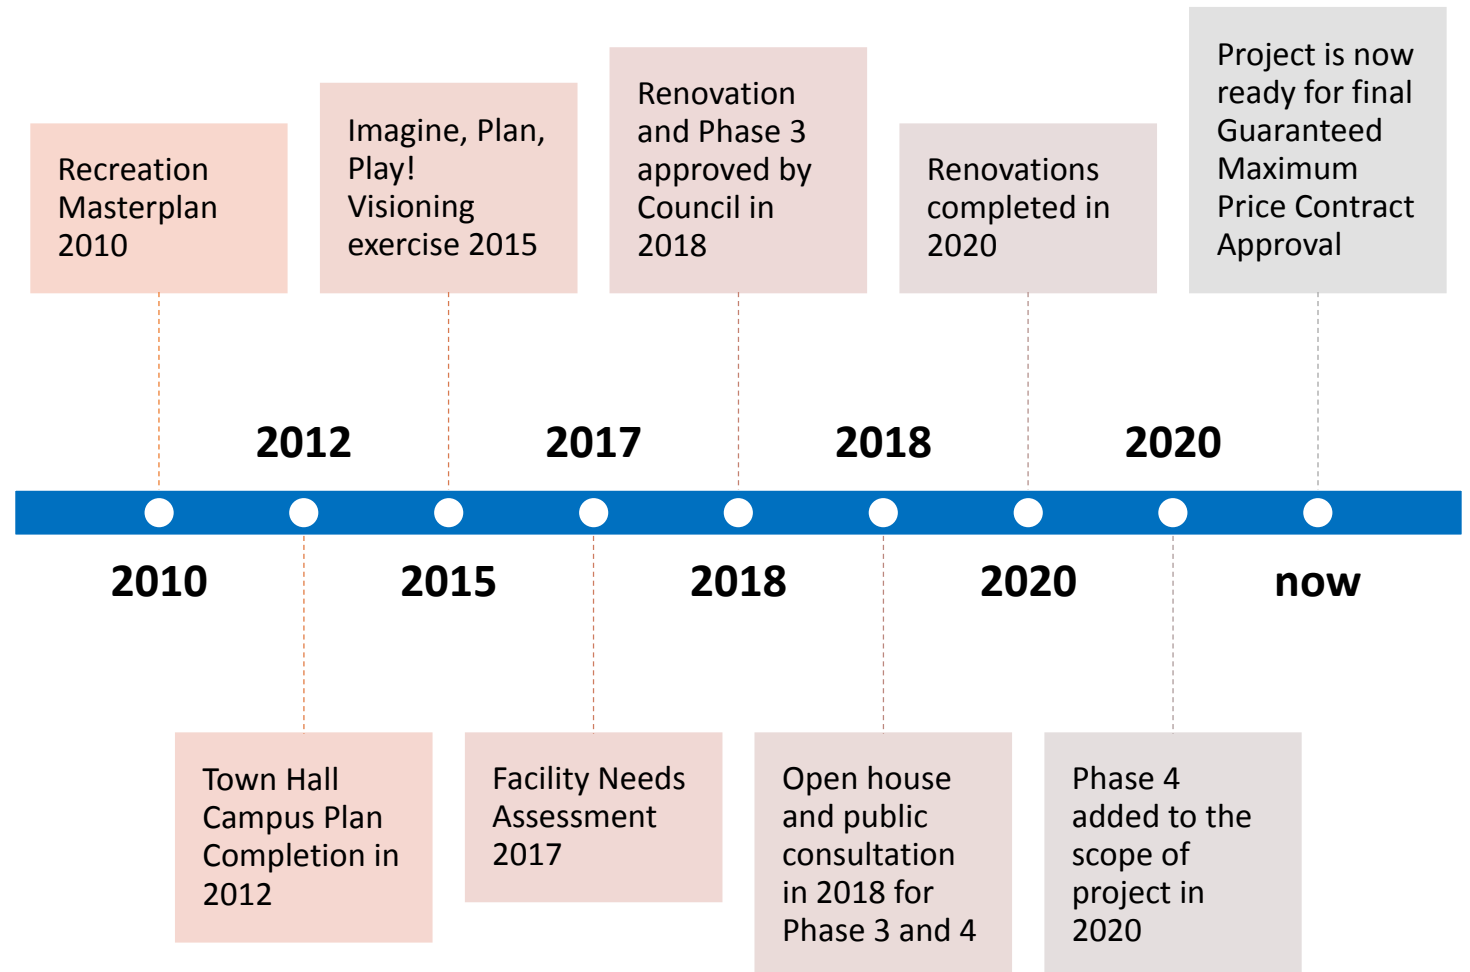 Recreation
Masterplan
2010
Imagine, Plan,
Play!
Visioning
exercise 2015
Renovation
and Phase 3
approved by
Council in
2018
Renovations
completed in
2020
Project is now
ready for final
Guaranteed
Maximum
Price Contract
Approval
2012
2017
2018
2020
2010
2015
2018
2020
now
Town Hall
Campus Plan
Completion in
2012
Facility Needs
Assessment
2017
Open house
and public
consultation
in 2018 for
Phase 3 and 4
Phase 4
added to the
scope of
project in
2020